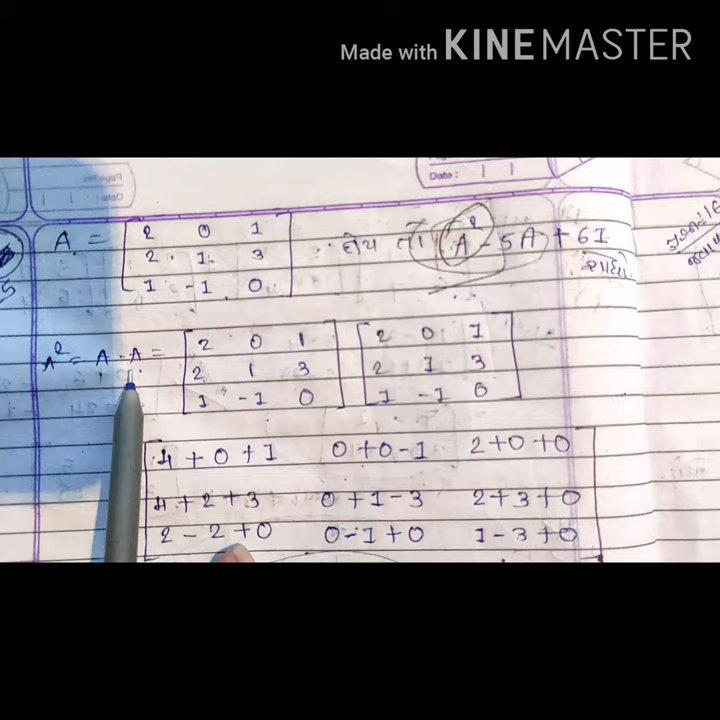 Made with KINEMASTER
Date:
A = [ 2 0 1 હોય તો A² - 5A + 6I
2 1 3 શોધો.
1 -1 0 ]
A² = A · A = [ 2 0 1 ] [ 2 0 1 ]
2 1 3 2 1 3
1 -1 0 1 -1 0
4+0+1 0+0-1 2+0+0
4+2+3 0+1-3 2+3+0
2-2+0 0-1+0 1-3+0